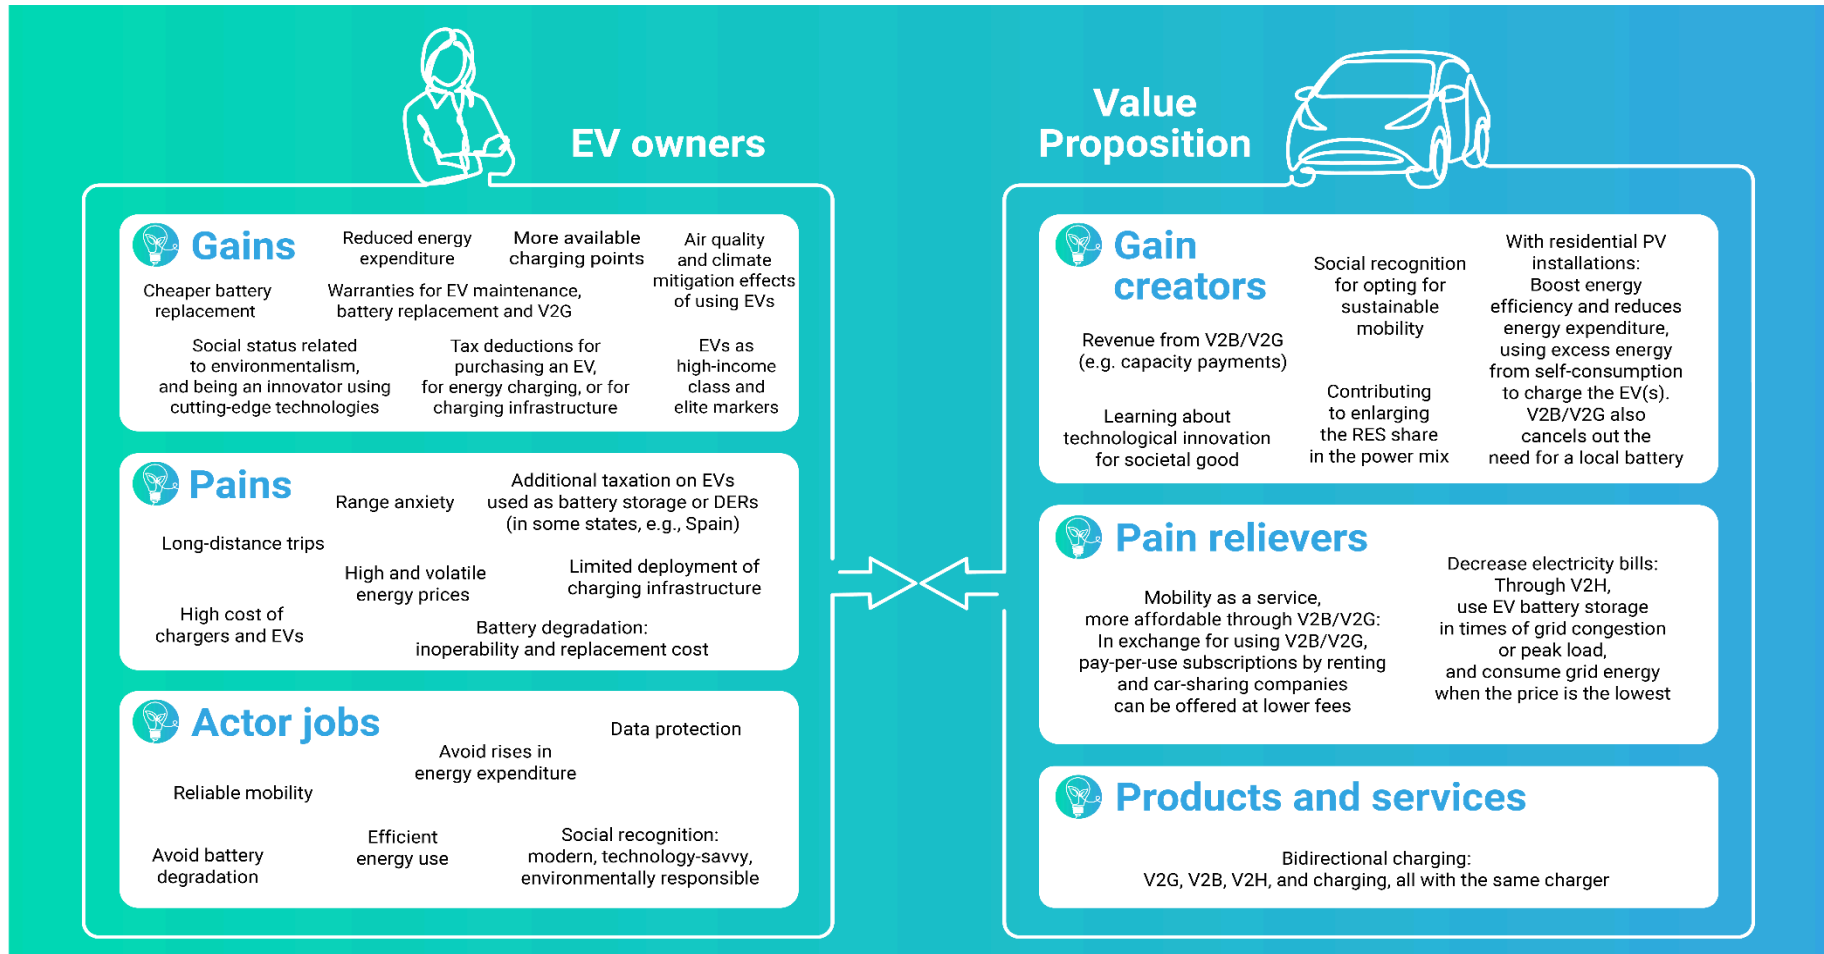 EV owners
Gains
Reduced energy
expenditure
More available
charging points
Air quality
and climate
mitigation effects
of using EVs
Cheaper battery
replacement
Warranties for EV maintenance,
battery replacement and V2G
Social status related
to environmentalism,
and being an innovator using
cutting-edge technologies
Tax deductions for
purchasing an EV,
for energy charging, or for
charging infrastructure
EVs as
high-income
class and
elite markers
Pains
Range anxiety
Additional taxation on EVs
used as battery storage or DERs
(in some states, e.g., Spain)
Long-distance trips
High and volatile
energy prices
Limited deployment of
charging infrastructure
High cost of
chargers and EVs
Battery degradation:
inoperability and replacement cost
Actor jobs
Data protection
Avoid rises in
energy expenditure
Reliable mobility
Efficient
energy use
Social recognition:
modern, technology-savvy,
environmentally responsible
Avoid battery
degradation
Value
Proposition
Gain
creators
Social recognition
for opting for
sustainable
mobility
With residential PV
installations:
Boost energy
efficiency and reduces
energy expenditure,
using excess energy
from self-consumption
to charge the EV(s).
V2B/V2G also
cancels out the
need for a local battery
Revenue from V2B/V2G
(e.g. capacity payments)
Contributing
to enlarging
the RES share
in the power mix
Learning about
technological innovation
for societal good
Pain relievers
Mobility as a service,
more affordable through V2B/V2G:
In exchange for using V2B/V2G,
pay-per-use subscriptions by renting
and car-sharing companies
can be offered at lower fees
Decrease electricity bills:
Through V2H,
use EV battery storage
in times of grid congestion
or peak load,
and consume grid energy
when the price is the lowest
Products and services
Bidirectional charging:
V2G, V2B, V2H, and charging, all with the same charger